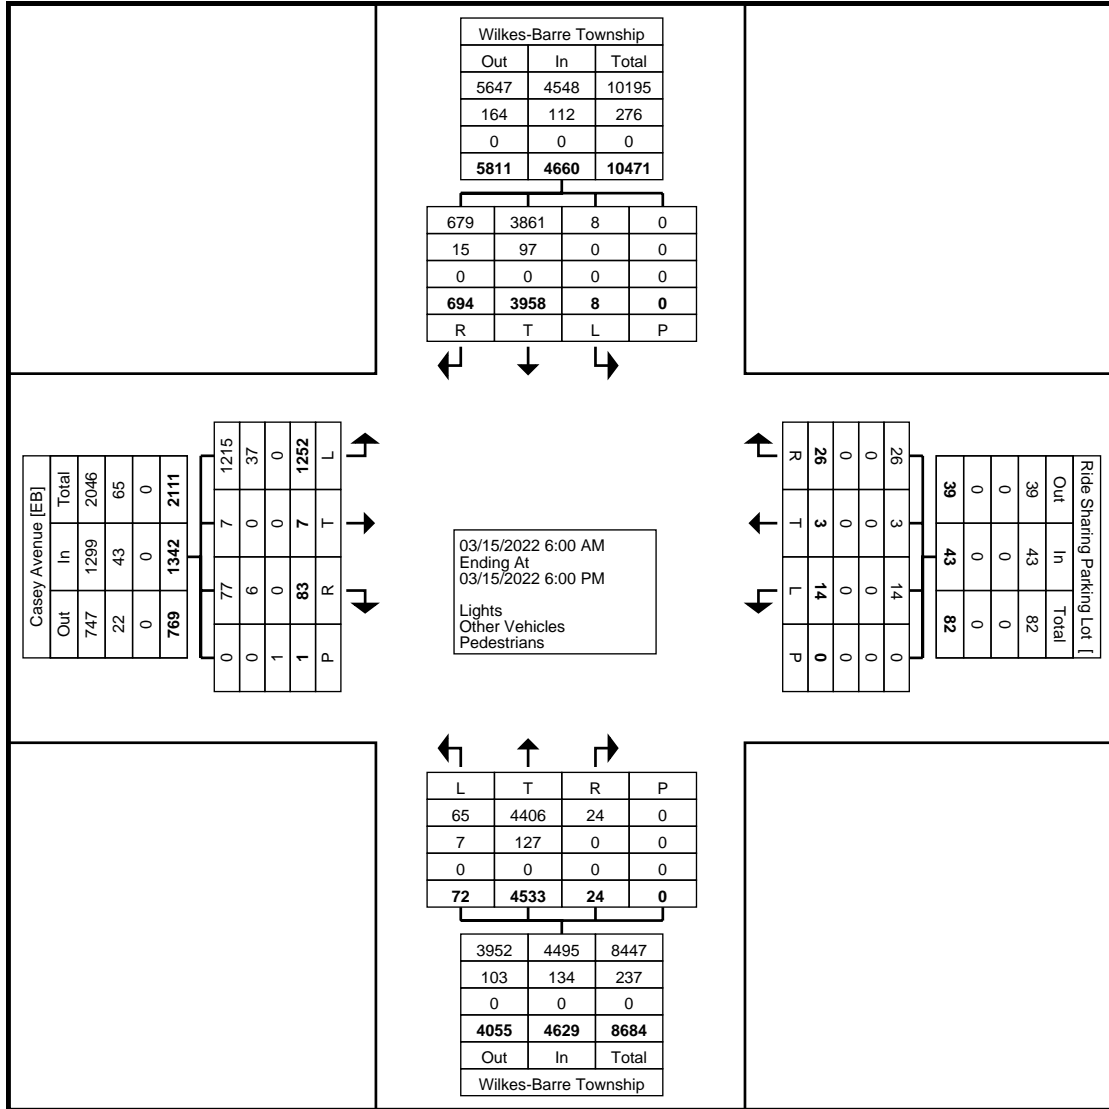 Wilkes-Barre Township
Out In Total
5647 4548 10195
164 112 276
0 0 0
5811 4660 10471
679 3861 8 0
15 97 0 0
0 0 0 0
694 3958 8 0
R T L P
Casey Avenue [EB]
Total In Out
2046 1299 747
65 43 22
0 0 0
2111 1342 769
1215 7 77 0
37 0 6 0
0 0 0 1
1252 7 83 1
L T R P
03/15/2022 6:00 AM
Ending At
03/15/2022 6:00 PM
Lights
Other Vehicles
Pedestrians
R T L P
26 3 14 0
0 0 0 0
0 0 0 0
26 3 14 0
Ride Sharing Parking Lot [
Out In Total
39 43 82
0 0 0
0 0 0
39 43 82
L T R P
65 4406 24 0
7 127 0 0
0 0 0 0
72 4533 24 0
3952 4495 8447
103 134 237
0 0 0
4055 4629 8684
Out In Total
Wilkes-Barre Township